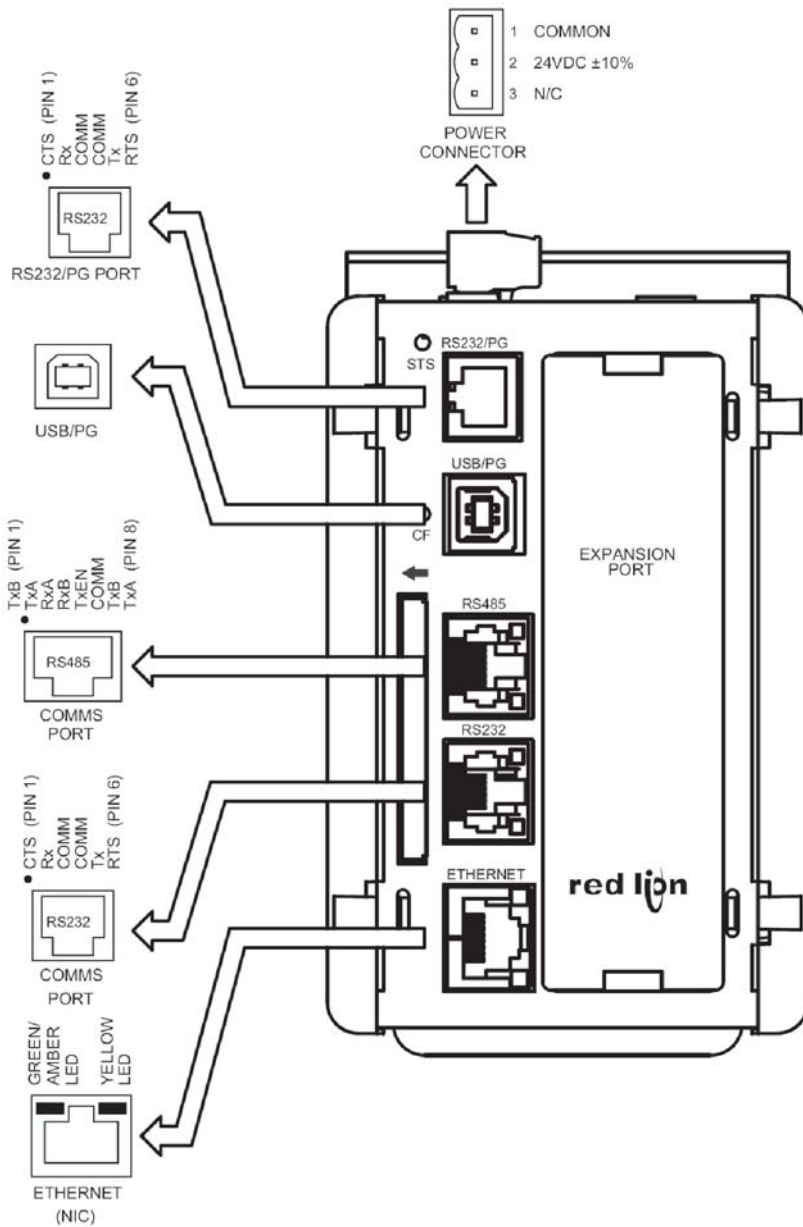 1 COMMON
2 24VDC ±10%
3 N/C
POWER
CONNECTOR
CTS (PIN 1)
Rx
COMM
COMM
Tx
RTS (PIN 6)
RS232
RS232/PG PORT
USB/PG
TxB (PIN 1)
TxA
RxA
RxB
TxEN
COMM
TxB
TxA (PIN 8)
RS485
COMMS
PORT
CTS (PIN 1)
Rx
COMM
COMM
Tx
RTS (PIN 6)
RS232
COMMS
PORT
GREEN/
AMBER
LED
YELLOW
LED
ETHERNET
(NIC)
STS
RS232/PG
USB/PG
CF
RS485
RS232
ETHERNET
EXPANSION
PORT
red lion